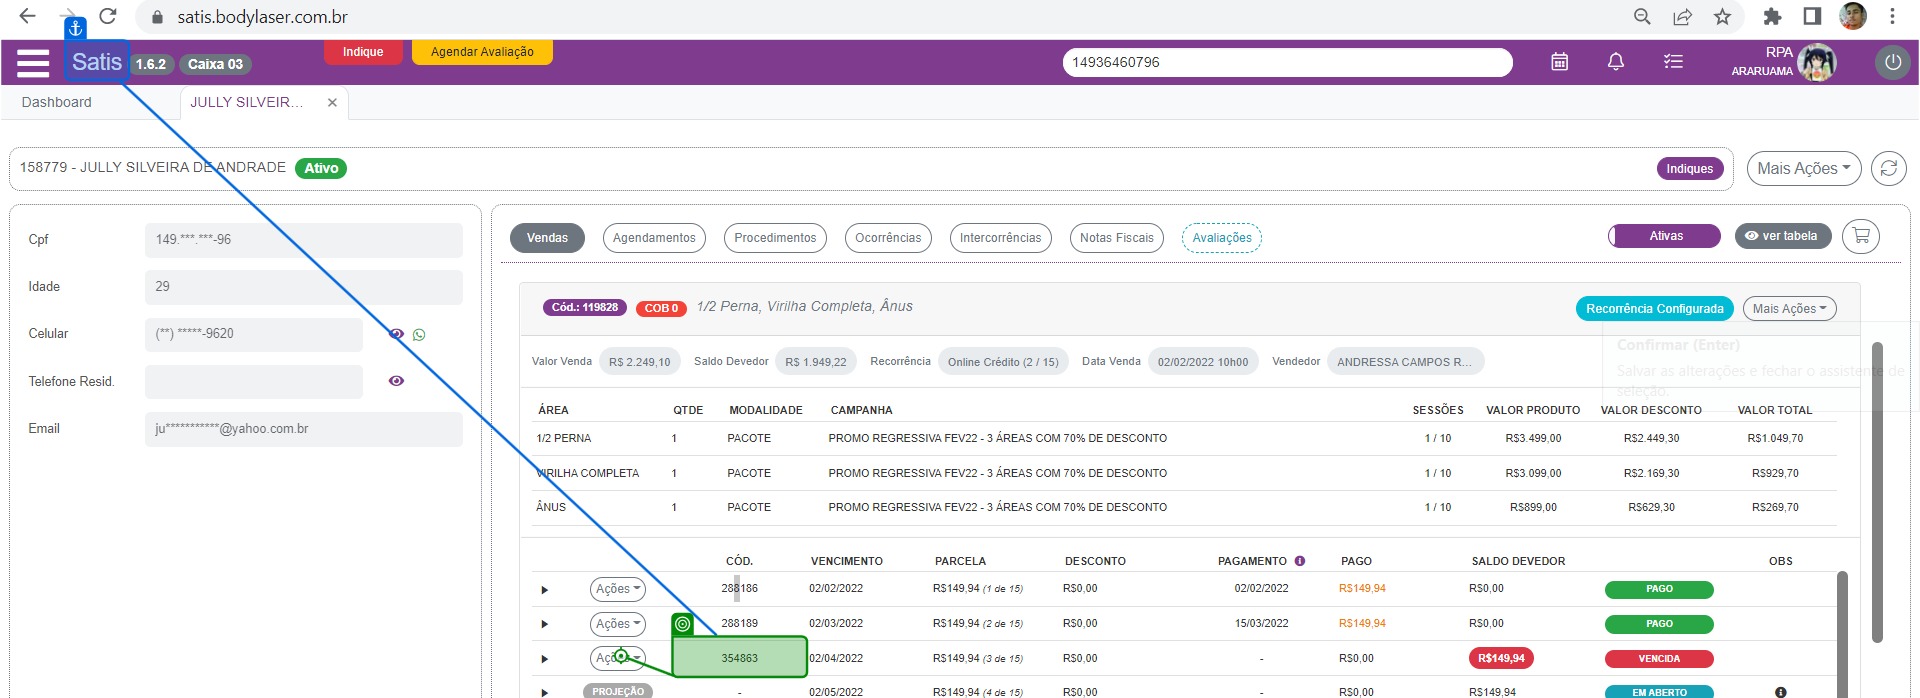 satis.bodylaser.com.br
Satis 1.6.2 Caixa 03 Indique Agendar Avaliação 14936460796 RPA
ARARUAMA
Dashboard JULLY SILVEIR... ×
158779 - JULLY SILVEIRA DE ANDRADE Ativo Indiques Mais Ações
Cpf 149.***.***-96
Idade 29
Celular (**) *****-9620
Telefone Resid.
Email ju***********@yahoo.com.br
Vendas Agendamentos Procedimentos Ocorrências Intercorrências Notas Fiscais Avaliações Ativas ver tabela
Cód.: 119828 COB 0 1/2 Perna, Virilha Completa, Ânus Recorrência Configurada Mais Ações
Confirmar (Enter)
Salvar as alterações e fechar o assistente de
seleção.
Valor Venda R$ 2.249,10 Saldo Devedor R$ 1.949,22 Recorrência Online Crédito (2 / 15) Data Venda 02/02/2022 10h00 Vendedor ANDRESSA CAMPOS R...
ÁREA QTDE MODALIDADE CAMPANHA SESSÕES VALOR PRODUTO VALOR DESCONTO VALOR TOTAL
1/2 PERNA 1 PACOTE PROMO REGRESSIVA FEV22 - 3 ÁREAS COM 70% DE DESCONTO 1 / 10 R$3.499,00 R$2.449,30 R$1.049,70
VIRILHA COMPLETA 1 PACOTE PROMO REGRESSIVA FEV22 - 3 ÁREAS COM 70% DE DESCONTO 1 / 10 R$3.099,00 R$2.169,30 R$929,70
ÂNUS 1 PACOTE PROMO REGRESSIVA FEV22 - 3 ÁREAS COM 70% DE DESCONTO 1 / 10 R$899,00 R$629,30 R$269,70
CÓD. VENCIMENTO PARCELA DESCONTO PAGAMENTO PAGO SALDO DEVEDOR OBS
Ações 288186 02/02/2022 R$149,94 (1 de 15) R$0,00 02/02/2022 R$149,94 R$0,00 PAGO
Ações 288189 02/03/2022 R$149,94 (2 de 15) R$0,00 15/03/2022 R$149,94 R$0,00 PAGO
Ações 354863 02/04/2022 R$149,94 (3 de 15) R$0,00 - R$0,00 R$149,94 VENCIDA
PROJEÇÃO - 02/05/2022 R$149,94 (4 de 15) R$0,00 - R$0,00 R$149,94 EM ABERTO